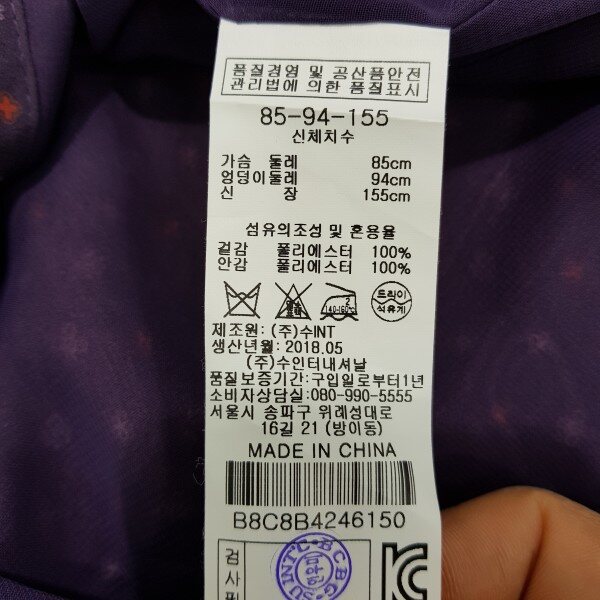 품질경영 및 공산품안전
관리법에 의한 품질표시
85-94-155
신체치수
가슴 둘레 85cm
엉덩이둘레 94cm
신 장 155cm
섬유의조성 및 혼용율
겉감 폴리에스터 100%
안감 폴리에스터 100%
2
140-160℃
드라이
석유계
제조원: (주)수INT
생산년월: 2018.05
(주)수인터내셔날
품질보증기간:구입일로부터1년
소비자상담실:080-990-5555
서울시 송파구 위례성대로
16길 21 (방이동)
MADE IN CHINA
B8C8B4246150
검
사
SUINT'C·BCBG